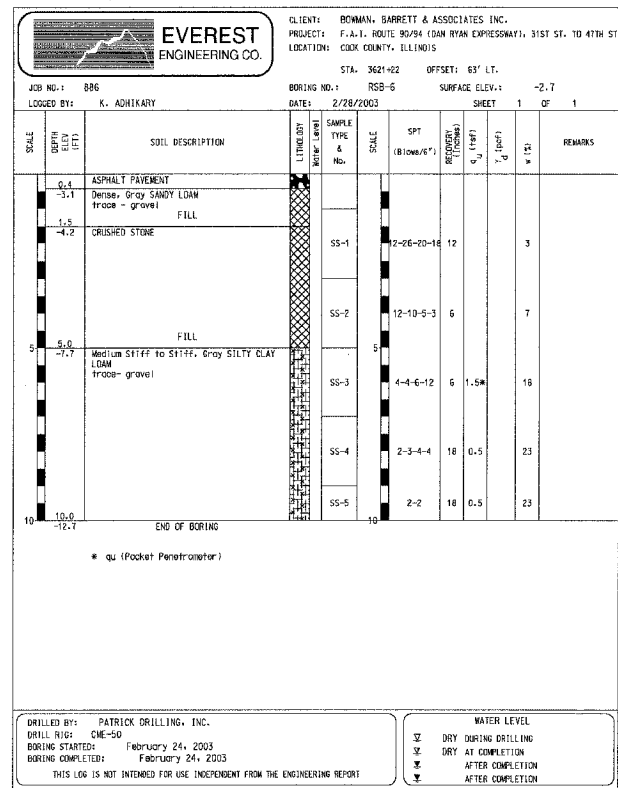 EVEREST
ENGINEERING CO.
CLIENT: BOWMAN, BARRETT & ASSOCIATES INC.
PROJECT: F.A.I. ROUTE 90/94 (DAN RYAN EXPRESSWAY), 31ST ST. TO 47TH ST
LOCATION: COOK COUNTY, ILLINOIS
STA. 3621+22 OFFSET: 63' LT.
JOB NO.: 886 BORING NO.: RSB-6 SURFACE ELEV.: -2.7
LOGGED BY: K. ADHIKARY DATE: 2/28/2003 SHEET 1 OF 1
SCALE DEPTH ELEV (FT) SOIL DESCRIPTION LITHOLOGY Water Level SAMPLE TYPE & No. SCALE SPT (Blows/6") RECOVERY (Inches) q u (tsf) γ d (pcf) w (%) REMARKS
0.4 ASPHALT PAVEMENT
-3.1 Dense, Gray SANDY LOAM
trace - gravel
FILL
1.5
-4.2 CRUSHED STONE
SS-1 12-26-20-18 12 3
SS-2 12-10-5-3 6 7
FILL
5.0
5 5
-7.7 Medium Stiff to Stiff, Gray SILTY CLAY
LOAM
trace- gravel
SS-3 4-4-6-12 6 1.5* 18
SS-4 2-3-4-4 18 0.5 23
SS-5 2-2 18 0.5 23
10.0
10 10
-12.7 END OF BORING
* qu (Pocket Penetrometer)
DRILLED BY: PATRICK DRILLING, INC.
DRILL RIG: CME-50
BORING STARTED: February 24, 2003
BORING COMPLETED: February 24, 2003
THIS LOG IS NOT INTENDED FOR USE INDEPENDENT FROM THE ENGINEERING REPORT
WATER LEVEL
DRY DURING DRILLING
DRY AT COMPLETION
AFTER COMPLETION
AFTER COMPLETION